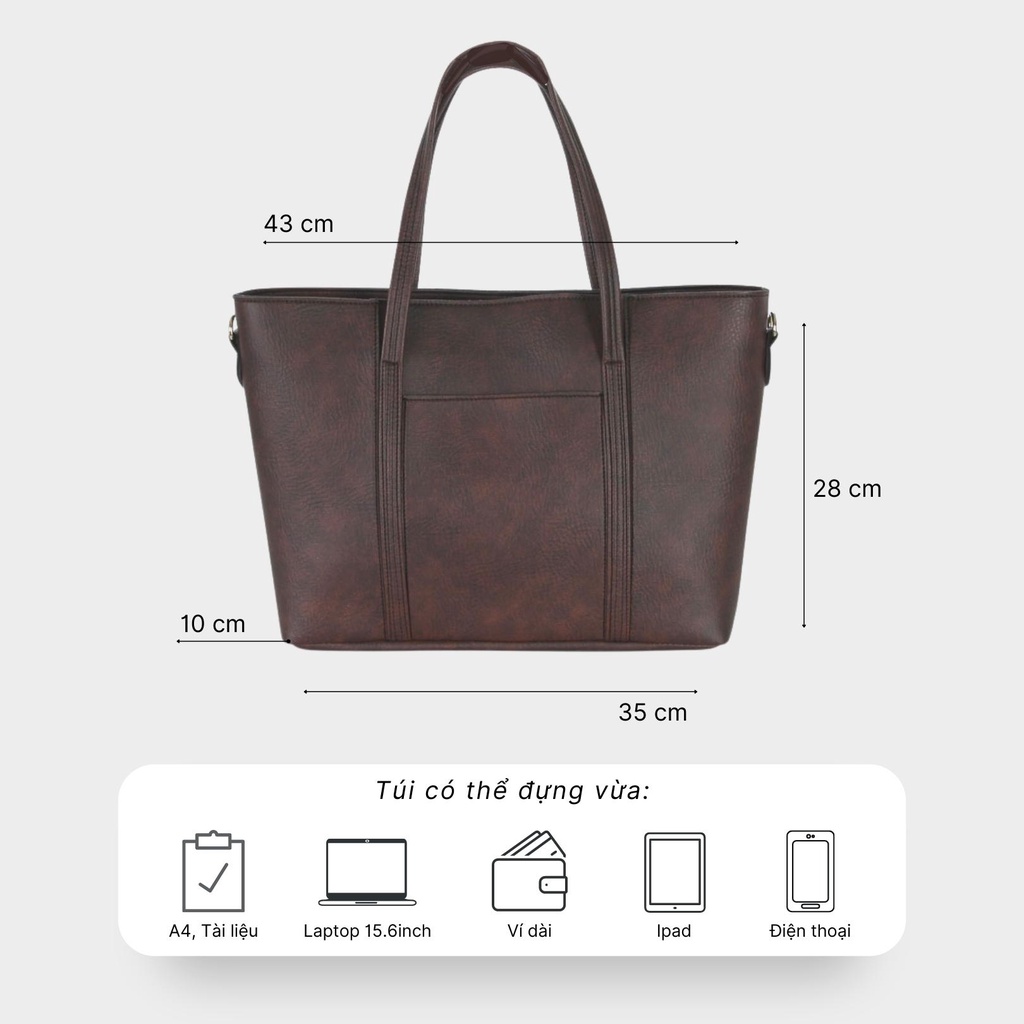 43 cm
28 cm
10 cm
35 cm
Túi có thể đựng vừa:
A4, Tài liệu
Laptop 15.6inch
Ví dài
Ipad
Điện thoại